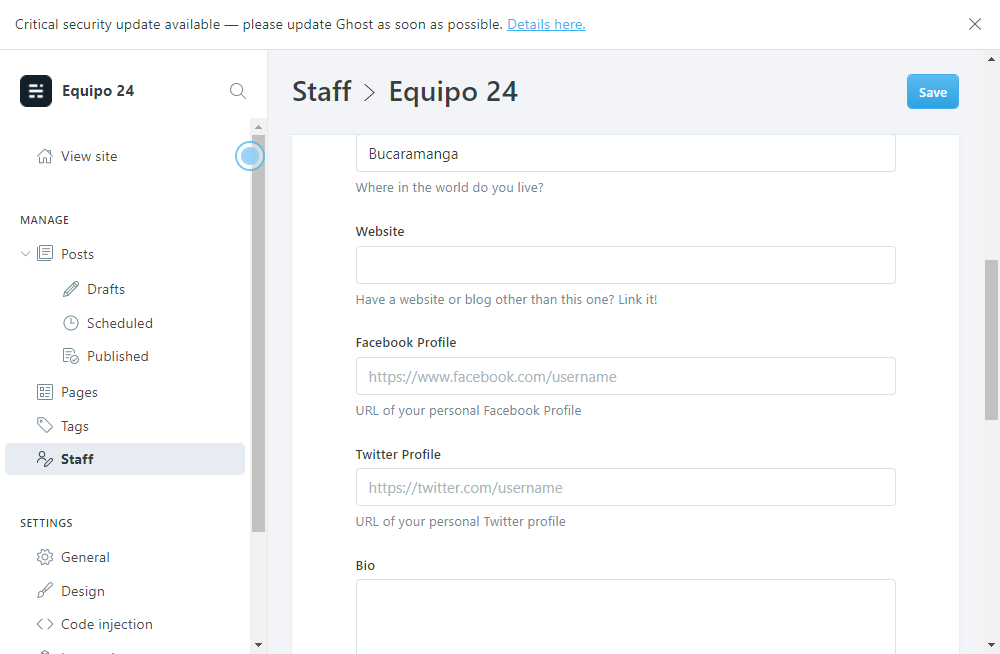 Critical security update available — please update Ghost as soon as possible. Details here.
Equipo 24
View site
MANAGE
Posts
Drafts
Scheduled
Published
Pages
Tags
Staff
SETTINGS
General
Design
Code injection
Staff > Equipo 24
Save
Bucaramanga
Where in the world do you live?
Website
Have a website or blog other than this one? Link it!
Facebook Profile
https://www.facebook.com/username
URL of your personal Facebook Profile
Twitter Profile
https://twitter.com/username
URL of your personal Twitter profile
Bio